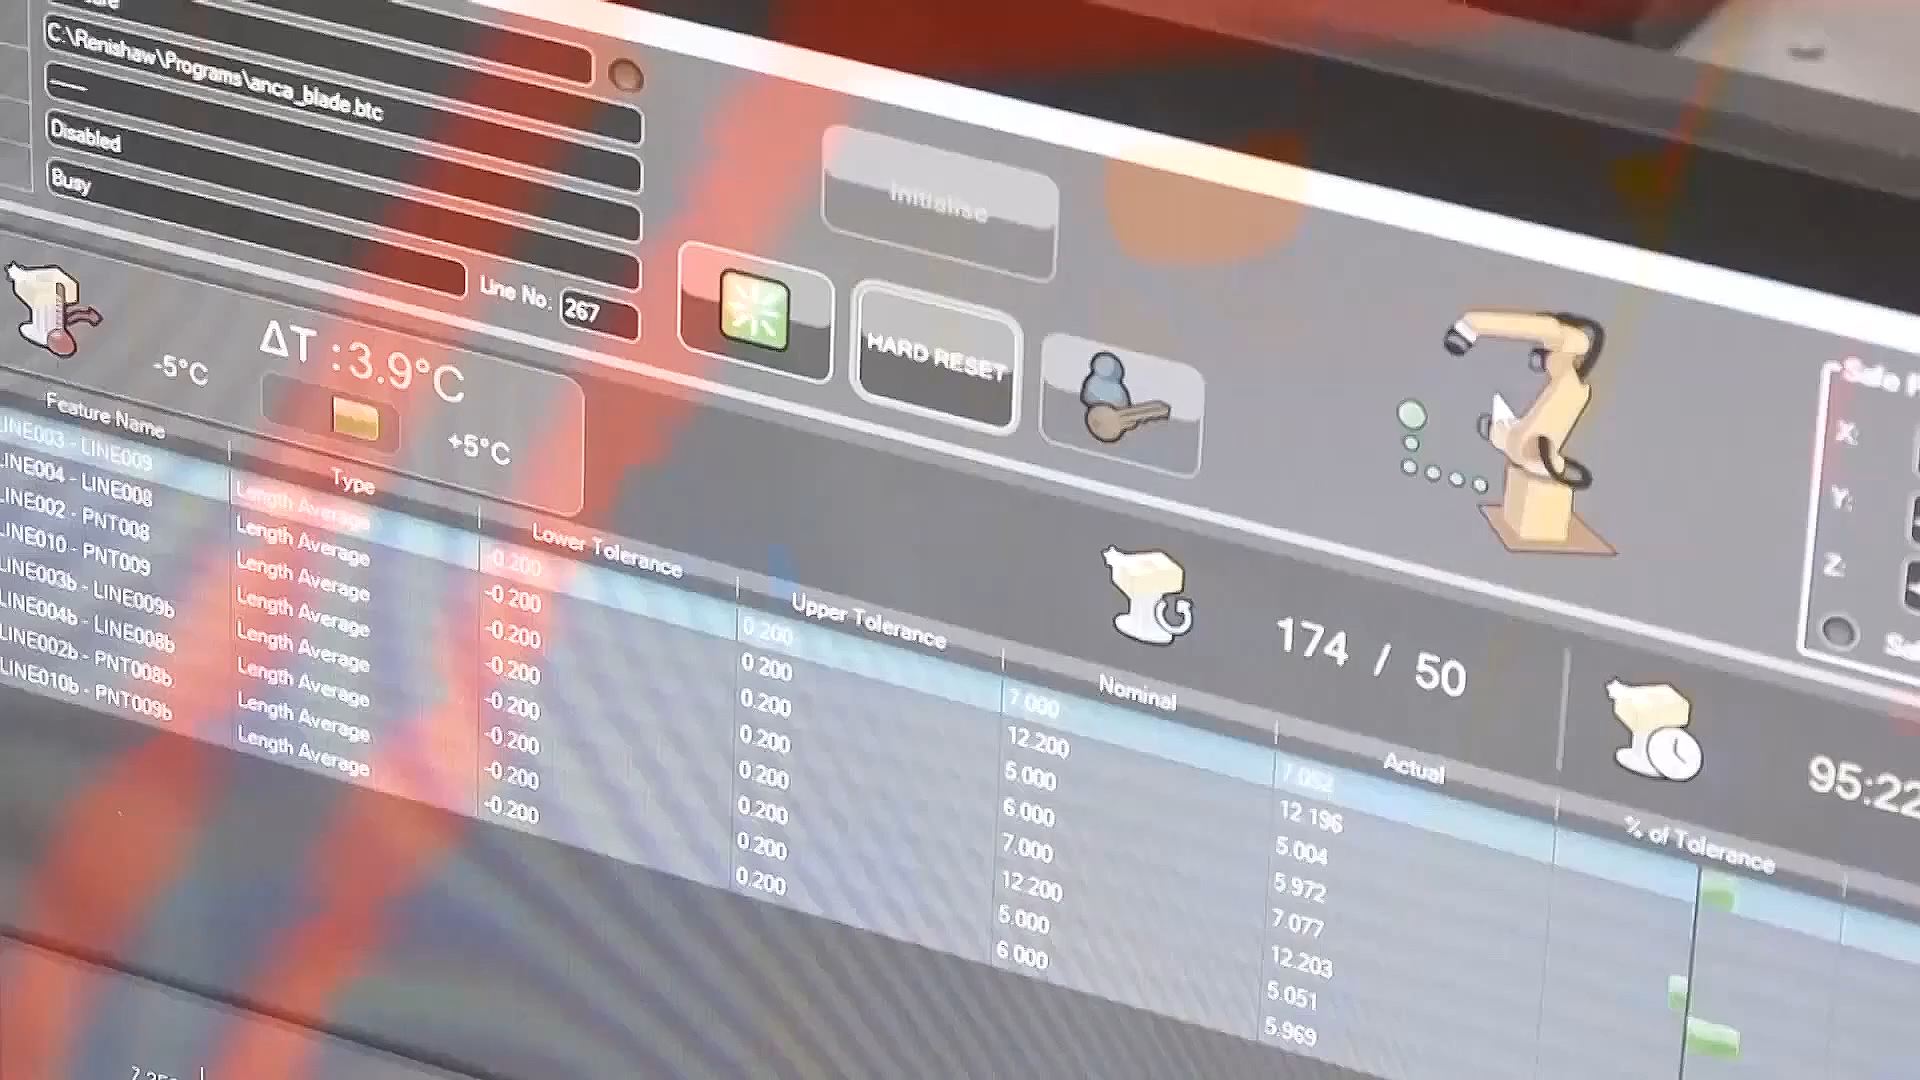 C:\Renishaw\Programs\anca_blade.btc
Disabled
Busy
Line No: 267
Initialise
HARD RESET
ΔT : 3.9°C
-5°C
+5°C
174 / 50
95:22
X:
Y:
Z:
Feature Name Type Lower Tolerance Upper Tolerance Nominal Actual % of Tolerance
LINE003 - LINE009 Length Average -0.200 0.200 7.000
LINE004 - LINE008 Length Average -0.200 0.200 12.200 12.196
LINE002 - PNT008 Length Average -0.200 0.200 5.000 5.004
LINE010 - PNT009 Length Average -0.200 0.200 6.000 5.972
LINE003b - LINE009b Length Average -0.200 0.200 7.000 7.077
LINE004b - LINE008b Length Average -0.200 0.200 12.200 12.203
LINE002b - PNT008b Length Average -0.200 0.200 5.000 5.051
LINE010b - PNT009b Length Average -0.200 0.200 6.000 5.969